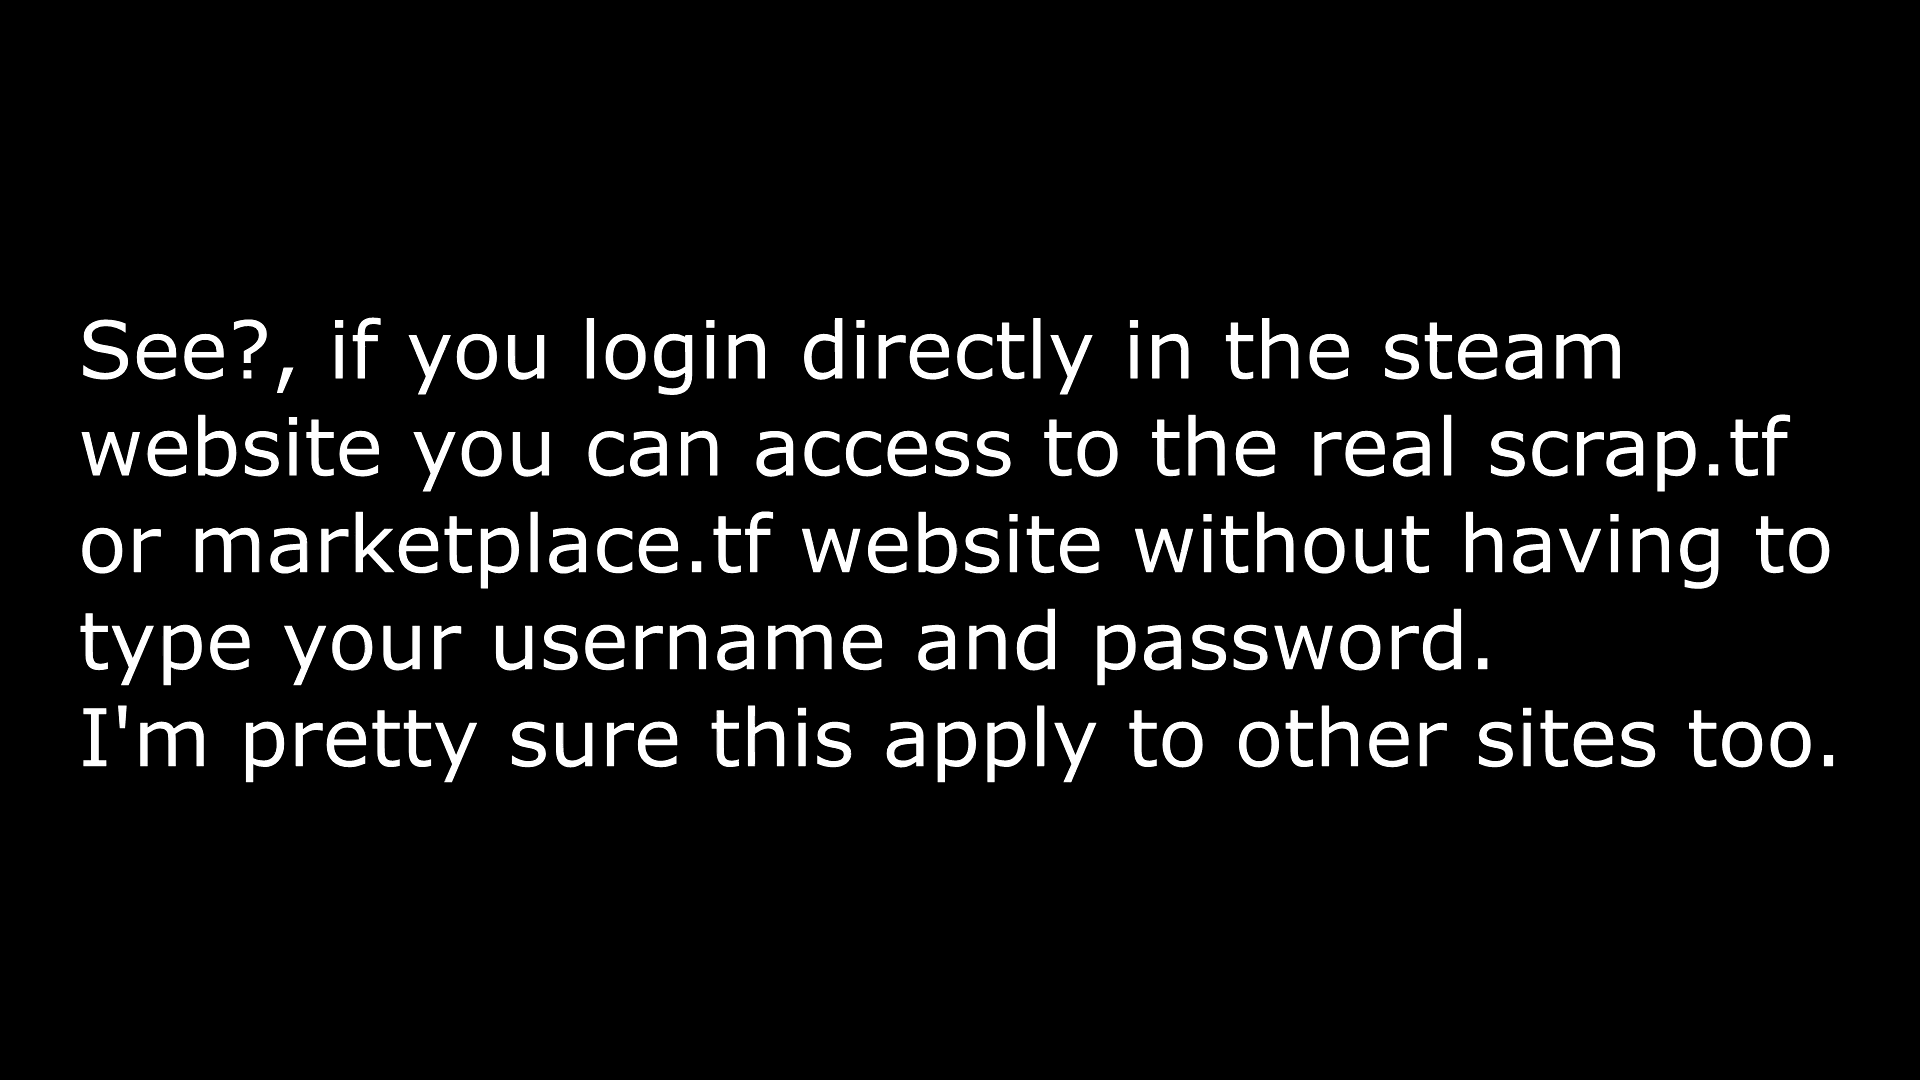 See?, if you login directly in the steam
website you can access to the real scrap.tf
or marketplace.tf website without having to
type your username and password.
I'm pretty sure this apply to other sites too.